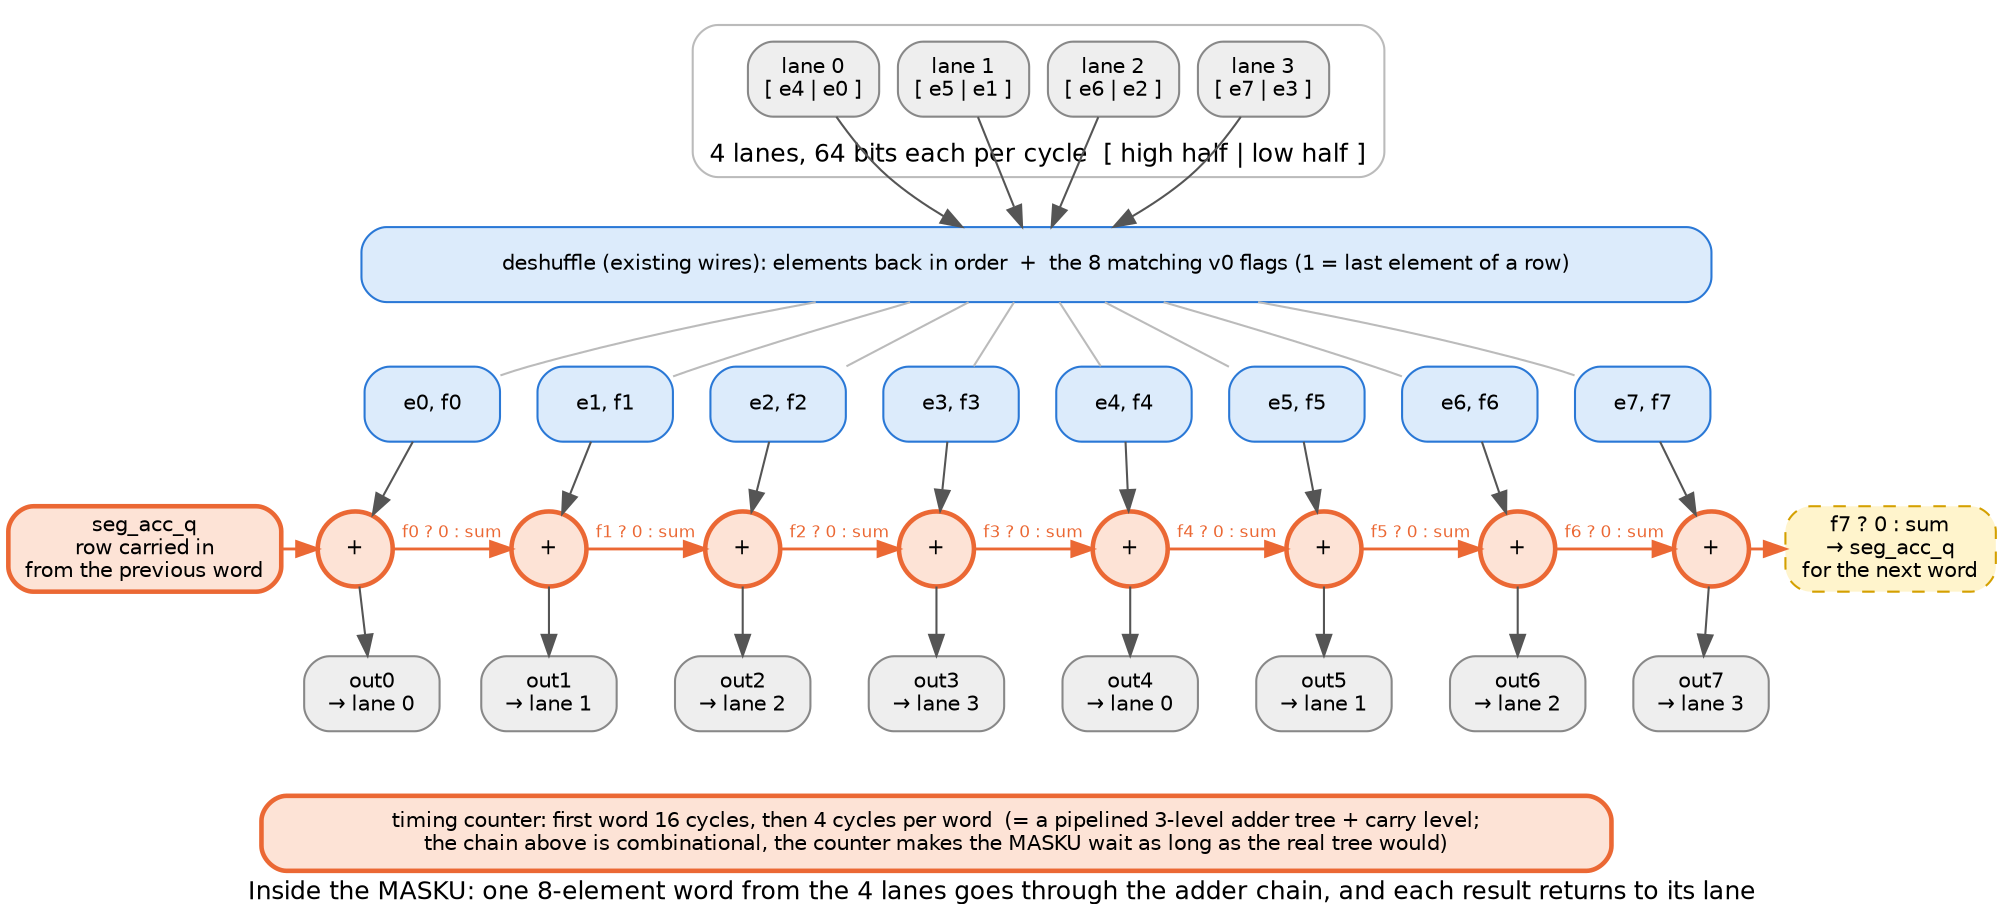 lane 0
[ e4 | e0 ]
lane 1
[ e5 | e1 ]
lane 2
[ e6 | e2 ]
lane 3
[ e7 | e3 ]
4 lanes, 64 bits each per cycle  [ high half | low half ]
deshuffle (existing wires): elements back in order  +  the 8 matching v0 flags (1 = last element of a row)
e0, f0
e1, f1
e2, f2
e3, f3
e4, f4
e5, f5
e6, f6
e7, f7
seg_acc_q
row carried in
from the previous word
+
f0 ? 0 : sum
+
f1 ? 0 : sum
+
f2 ? 0 : sum
+
f3 ? 0 : sum
+
f4 ? 0 : sum
+
f5 ? 0 : sum
+
f6 ? 0 : sum
+
f7 ? 0 : sum
→ seg_acc_q
for the next word
out0
→ lane 0
out1
→ lane 1
out2
→ lane 2
out3
→ lane 3
out4
→ lane 0
out5
→ lane 1
out6
→ lane 2
out7
→ lane 3
timing counter: first word 16 cycles, then 4 cycles per word  (= a pipelined 3-level adder tree + carry level;
the chain above is combinational, the counter makes the MASKU wait as long as the real tree would)
Inside the MASKU: one 8-element word from the 4 lanes goes through the adder chain, and each result returns to its lane